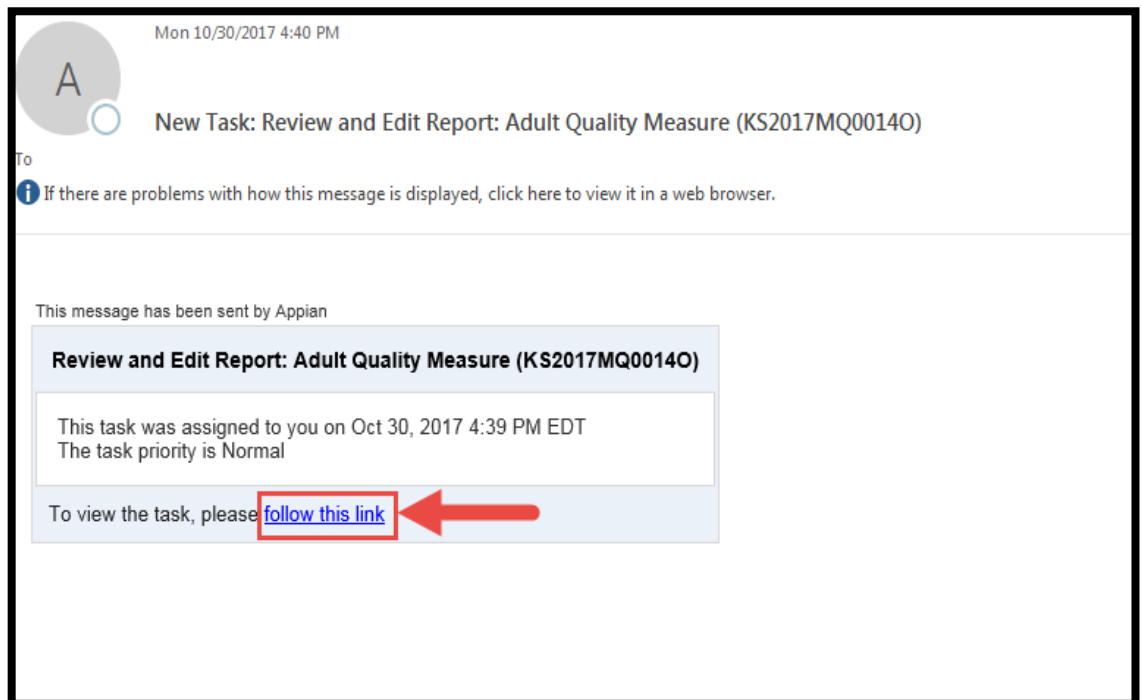 Mon 10/30/2017 4:40 PM
A
New Task: Review and Edit Report: Adult Quality Measure (KS2017MQ0014O)
To
If there are problems with how this message is displayed, click here to view it in a web browser.
This message has been sent by Appian
Review and Edit Report: Adult Quality Measure (KS2017MQ0014O)
This task was assigned to you on Oct 30, 2017 4:39 PM EDT
The task priority is Normal
To view the task, please follow this link